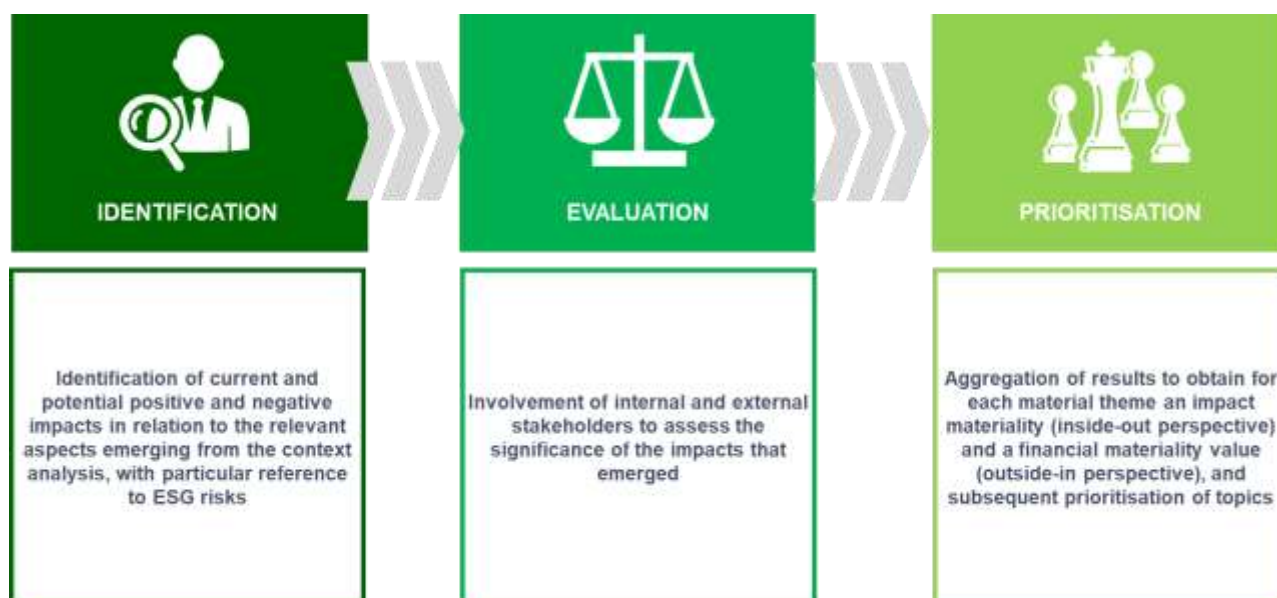 IDENTIFICATION
Identification of current and
potential positive and negative
impacts in relation to the relevant
aspects emerging from the context
analysis, with particular reference
to ESG risks
EVALUATION
Involvement of internal and external
stakeholders to assess the
significance of the impacts that
emerged
PRIORITISATION
Aggregation of results to obtain for
each material theme an impact
materiality (inside-out perspective)
and a financial materiality value
(outside-in perspective), and
subsequent prioritisation of topics